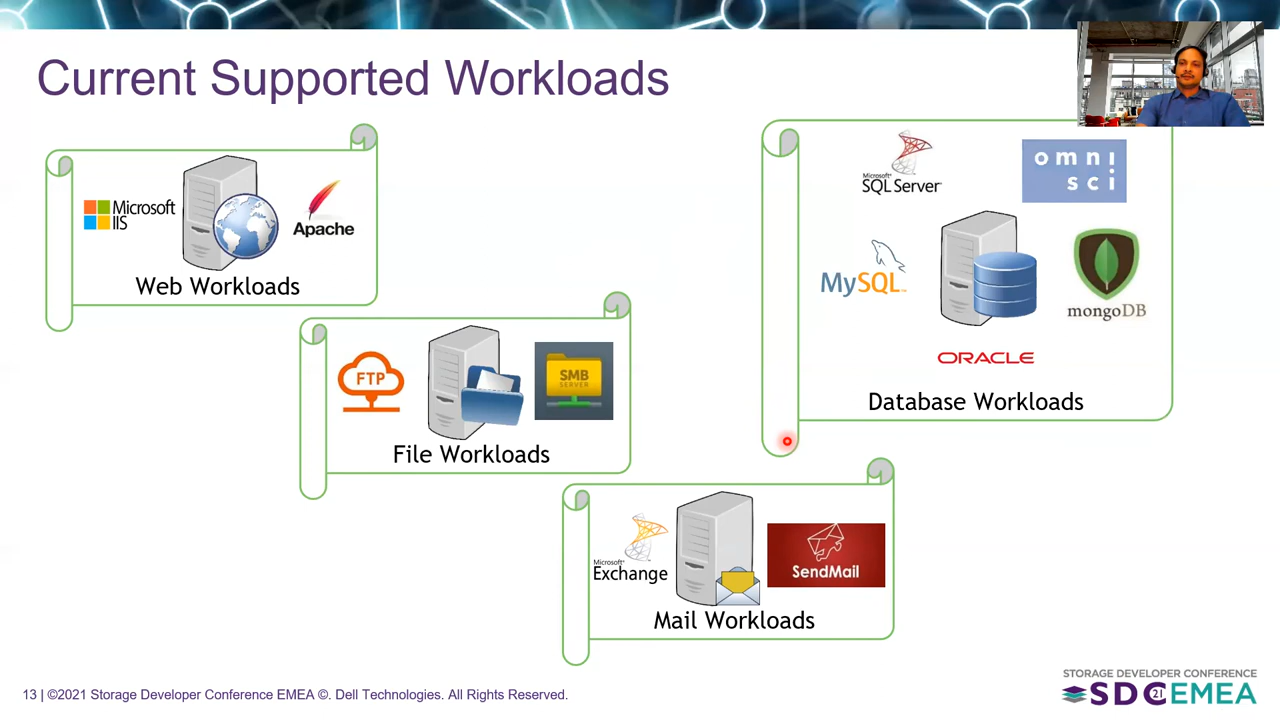 Current Supported Workloads
Microsoft
IIS
Apache
Web Workloads
FTP
SMB
SERVER
File Workloads
Microsoft®
Exchange
SendMail
Mail Workloads
Microsoft®
SQL Server
omni
sci
MySQL™
mongoDB
ORACLE
Database Workloads
13 | ©2021 Storage Developer Conference EMEA ©. Dell Technologies. All Rights Reserved.
STORAGE DEVELOPER CONFERENCE
SDC21EMEA